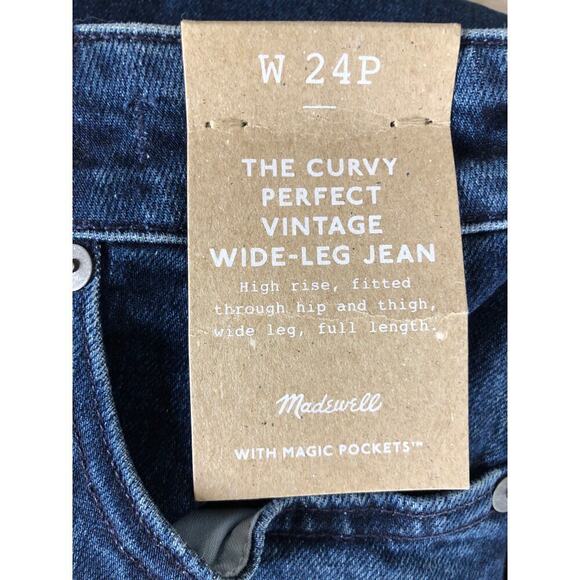 W 24P
THE CURVY
PERFECT
VINTAGE
WIDE-LEG JEAN
High rise, fitted
through hip and thigh,
wide leg, full length.
Madewell
WITH MAGIC POCKETS™